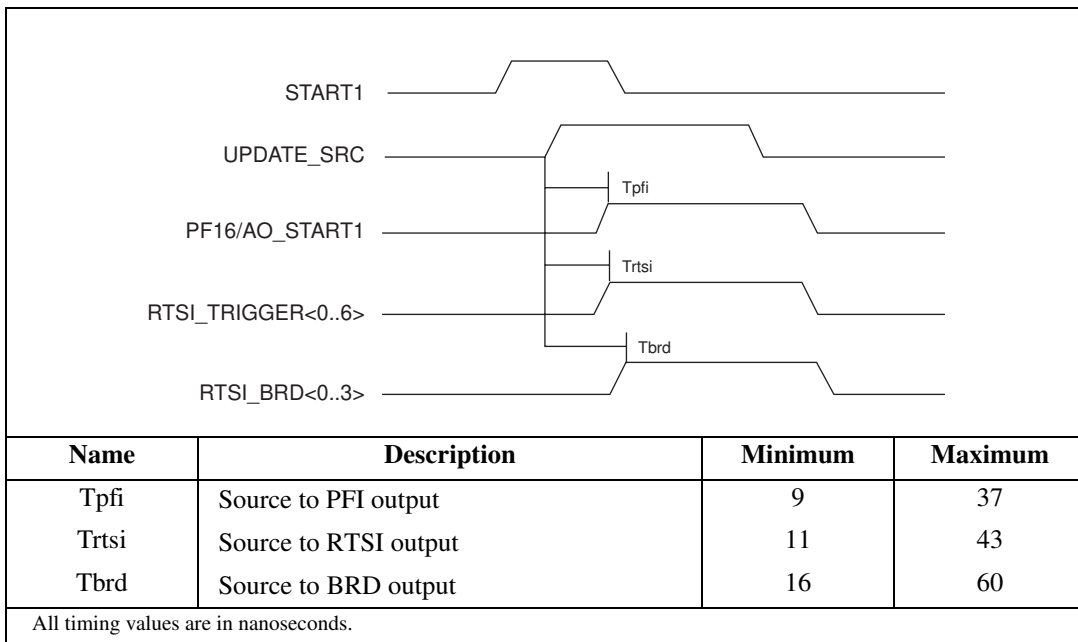 START1
UPDATE_SRC
Tpfi
PF16/AO_START1
Trtsi
RTSI_TRIGGER<0..6>
Tbrd
RTSI_BRD<0..3>
Name Description Minimum Maximum
Tpfi Source to PFI output 9 37
Trtsi Source to RTSI output 11 43
Tbrd Source to BRD output 16 60
All timing values are in nanoseconds.